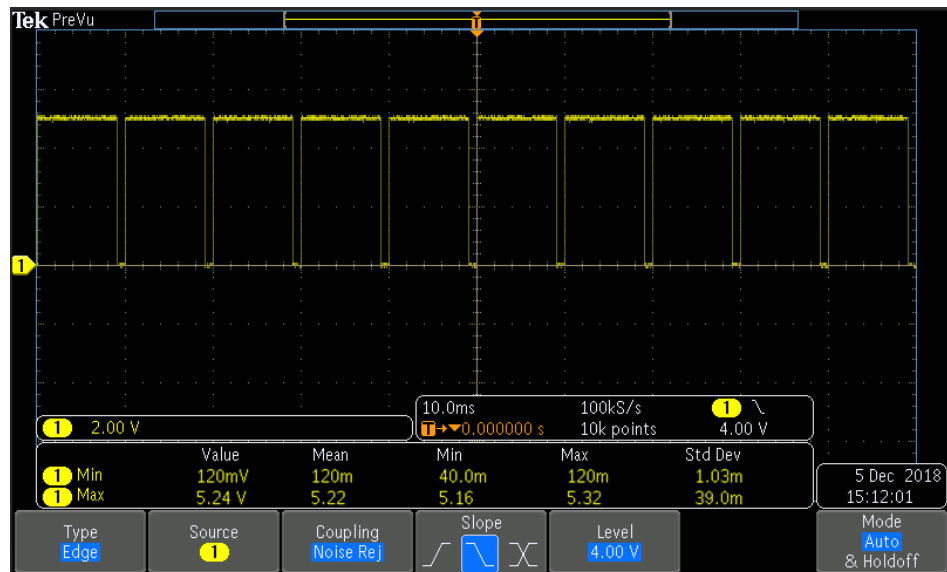 Tek PreVu
T
1
10.0ms 100kS/s 1
1 2.00 V T→▼0.000000 s 10k points 4.00 V
Value Mean Min Max Std Dev
1 Min 120mV 120m 40.0m 120m 1.03m
1 Max 5.24 V 5.22 5.16 5.32 39.0m
5 Dec 2018
15:12:01
Type
Edge
Source
1
Coupling
Noise Rej
Slope
Level
4.00 V
Mode
Auto
& Holdoff